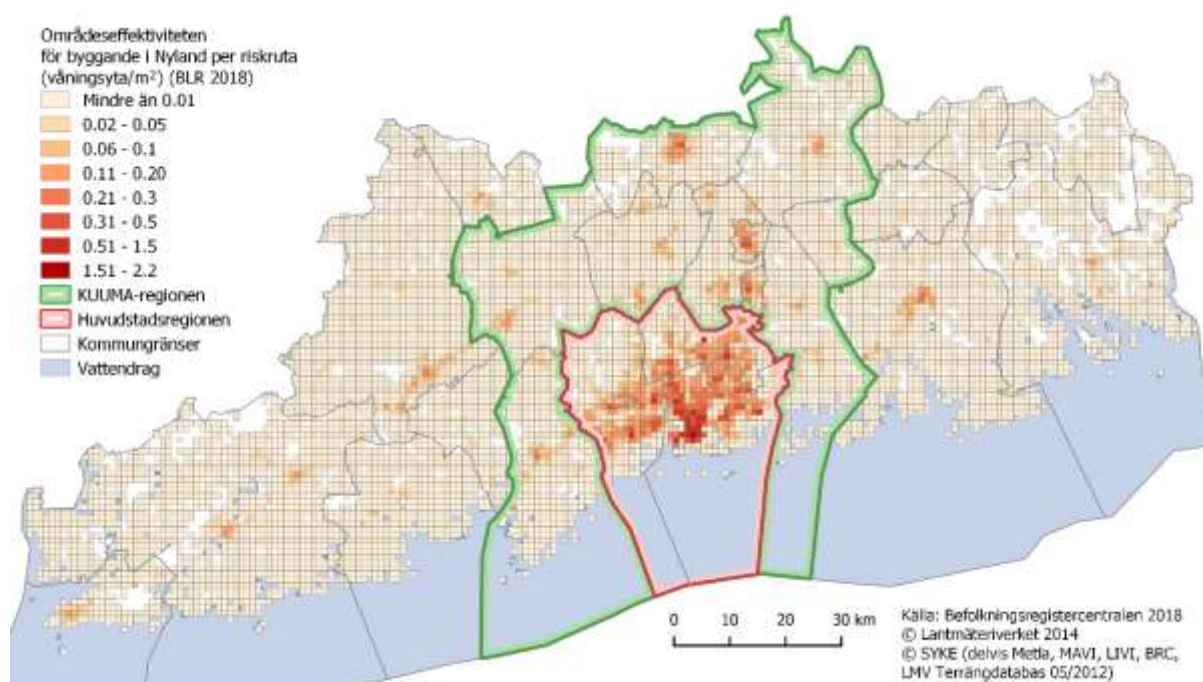 Områdeseffektiviteten
för byggande i Nyland per riskruta
(våningsyta/m²) (BLR 2018)
Mindre än 0.01
0.02 - 0.05
0.06 - 0.1
0.11 - 0.20
0.21 - 0.3
0.31 - 0.5
0.51 - 1.5
1.51 - 2.2
KUUMA-regionen
Huvudstadsregionen
Kommungränser
Vattendrag
0 10 20 30 km
Källa: Befolkningsregistercentralen 2018
© Lantmäteriverket 2014
© SYKE (delvis Metla, MAVI, LIVI, BRC,
LMV Terrängdatabas 05/2012)